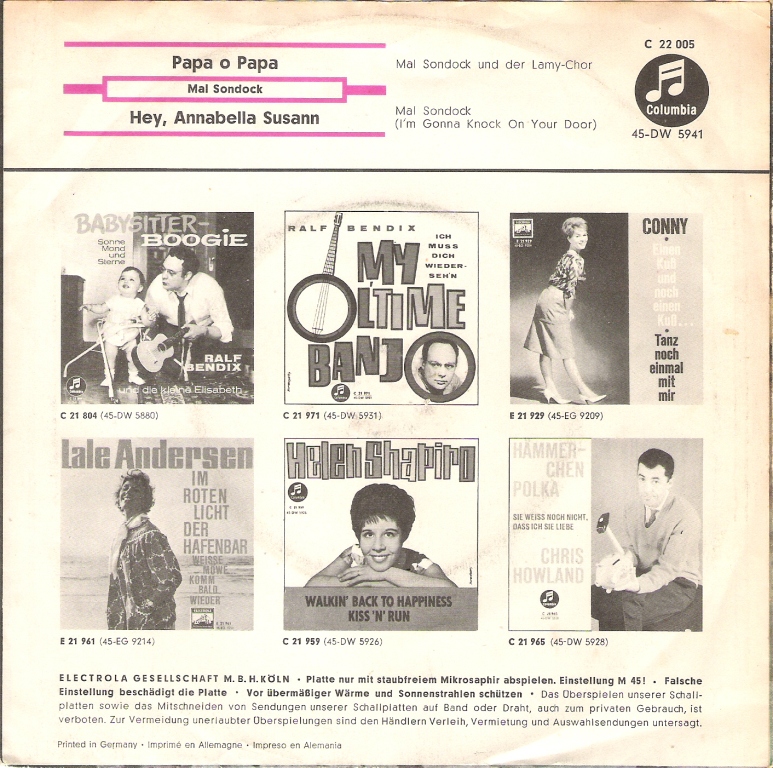 Papa o Papa
Mal Sondock
Hey, Annabella Susann
Mal Sondock und der Lamy-Chor
Mal Sondock
(I'm Gonna Knock On Your Door)
C 22 005
Columbia
45-DW 5941
BABYSITTER-
BOOGIE
Sonne
Mond
und
Sterne
RALF
BENDIX
und die kleine Elisabeth
C 21 804 (45-DW 5880)
RALF BENDIX
ICH
MUSS
DICH
WIEDER-
SEH'N
MY
OLTIME
BANJO
C 21 971 (45-DW 5931)
CONNY
Einen
Kuß
und
noch
einen
Kuß...
Tanz
noch
einmal
mit
mir
E 21 929 (45-EG 9209)
Lale Andersen
IM
ROTEN
LICHT
DER
HAFENBAR
WEISSE
MÖWE
KOMM
BALD
WIEDER
E 21 961 (45-EG 9214)
Helen Shapiro
WALKIN' BACK TO HAPPINESS
KISS 'N' RUN
C 21 959 (45-DW 5926)
HÄMMER-
CHEN
POLKA
SIE WEISS NOCH NICHT,
DASS ICH SIE LIEBE
CHRIS
HOWLAND
C 21 965 (45-DW 5928)
ELECTROLA GESELLSCHAFT M.B.H. KÖLN · Platte nur mit staubfreiem Mikrosaphir abspielen. Einstellung M 45! · Falsche
Einstellung beschädigt die Platte · Vor übermäßiger Wärme und Sonnenstrahlen schützen · Das Überspielen unserer Schall-
platten sowie das Mitschneiden von Sendungen unserer Schallplatten auf Band oder Draht, auch zum privaten Gebrauch, ist
verboten. Zur Vermeidung unerlaubter Überspielungen sind den Händlern Verleih, Vermietung und Auswahlsendungen untersagt.
Printed in Germany · Imprimé en Allemagne · Impreso en Alemania